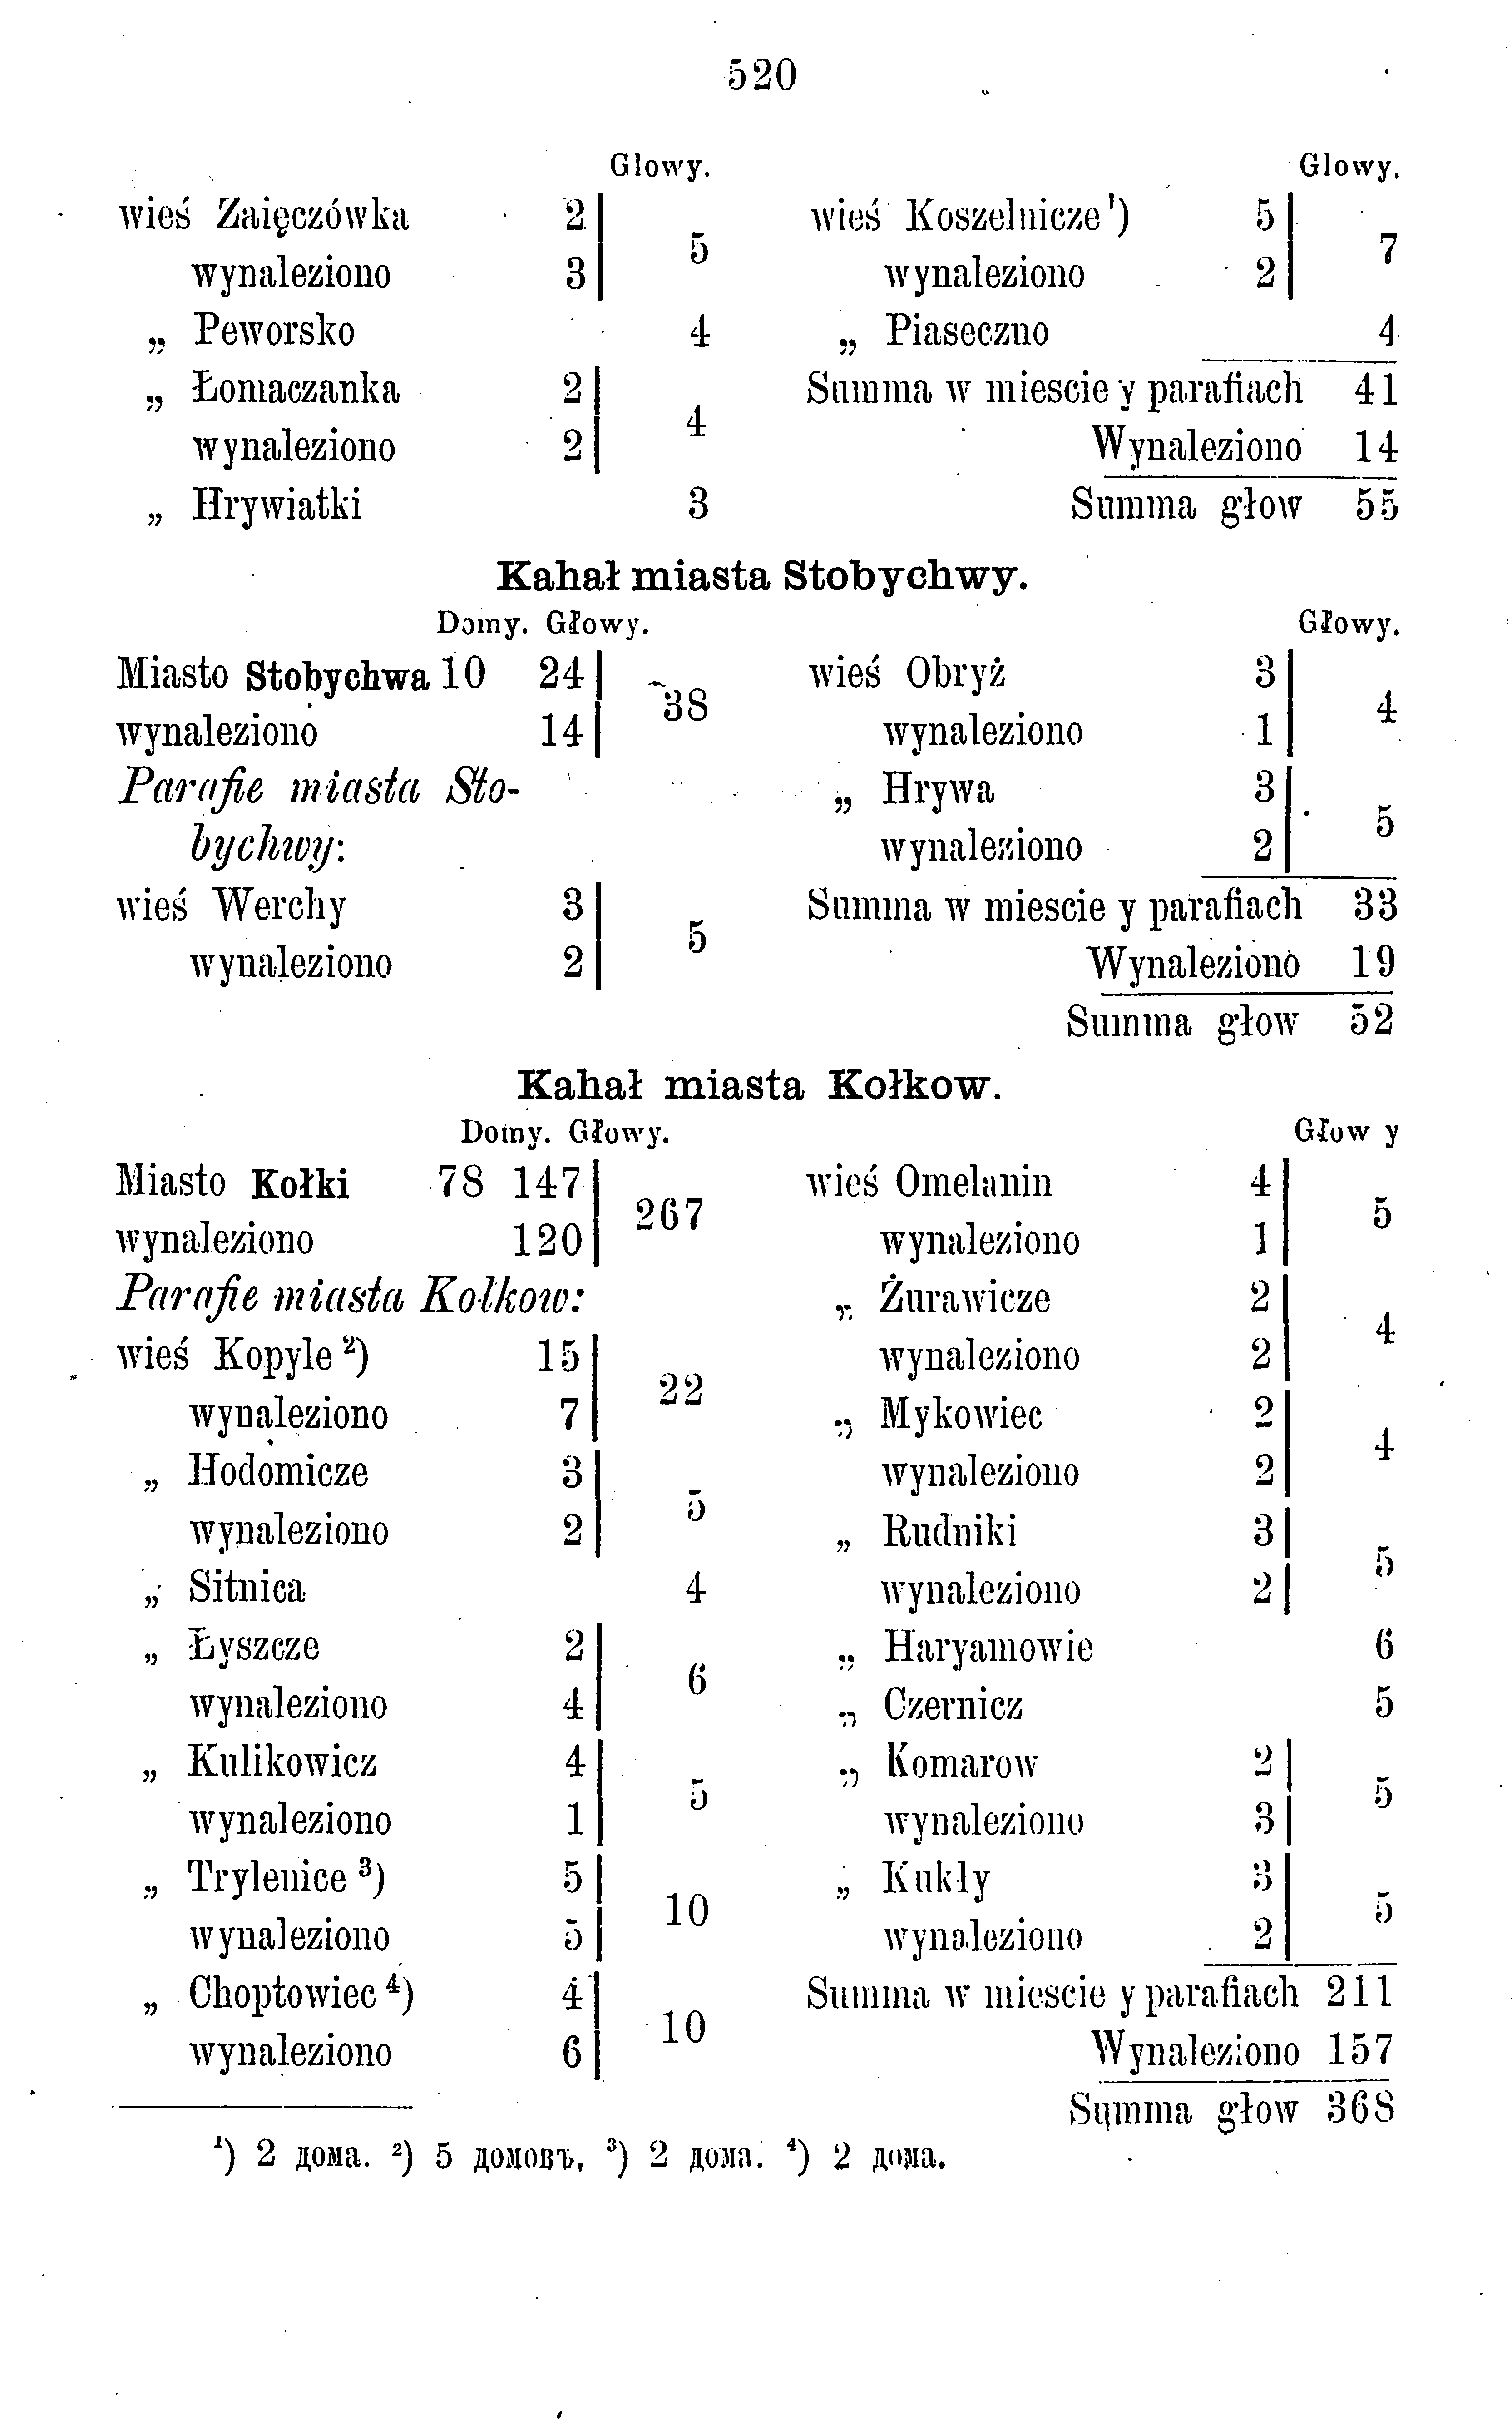 520
Glowy.
wieś Zaięczówka 2
5
wynaleziono 3
„ Peworsko 4
„ Łomaczanka 2
4
wynaleziono 2
„ Hrywiatki 3
Glowy.
wieś Koszelnicze¹) 5
7
wynaleziono 2
„ Piaseczno 4
Summa w miescie y parafiach 41
Wynaleziono 14
Summa głow 55
Kahał miasta Stobychwy.
Domy. Głowy.
Miasto Stobychwa 10 24
38
wynaleziono 14
Parafie miasta Sto-
bychwy:
wieś Werchy 3
5
wynaleziono 2
Głowy.
wieś Obryż 3
4
wynaleziono 1
„ Hrywa 3
5
wynaleziono 2
Summa w miescie y parafiach 33
Wynaleziono 19
Summa głow 52
Kahał miasta Kołkow.
Domy. Głowy.
Miasto Kołki 78 147
267
wynaleziono 120
Parafie miasta Kołkow:
wieś Kopyle²) 15
22
wynaleziono 7
„ Hodomicze 3
5
wynaleziono 2
„ Sitnica 4
„ Łyszcze 2
6
wynaleziono 4
„ Kulikowicz 4
5
wynaleziono 1
„ Trylenice³) 5
10
wynaleziono 5
„ Choptowiec⁴) 4
10
wynaleziono 6
Głow y
wieś Omelanin 4
5
wynaleziono 1
„ Żurawicze 2
4
wynaleziono 2
„ Mykowiec 2
4
wynaleziono 2
„ Rudniki 3
5
wynaleziono 2
„ Haryamowie 6
„ Czernicz 5
„ Komarow 2
5
wynaleziono 3
„ Kukły 3
5
wynaleziono 2
Summa w miescie y parafiach 211
Wynaleziono 157
Summa głow 368
¹) 2 дома. ²) 5 домовъ. ³) 2 дома. ⁴) 2 дома.